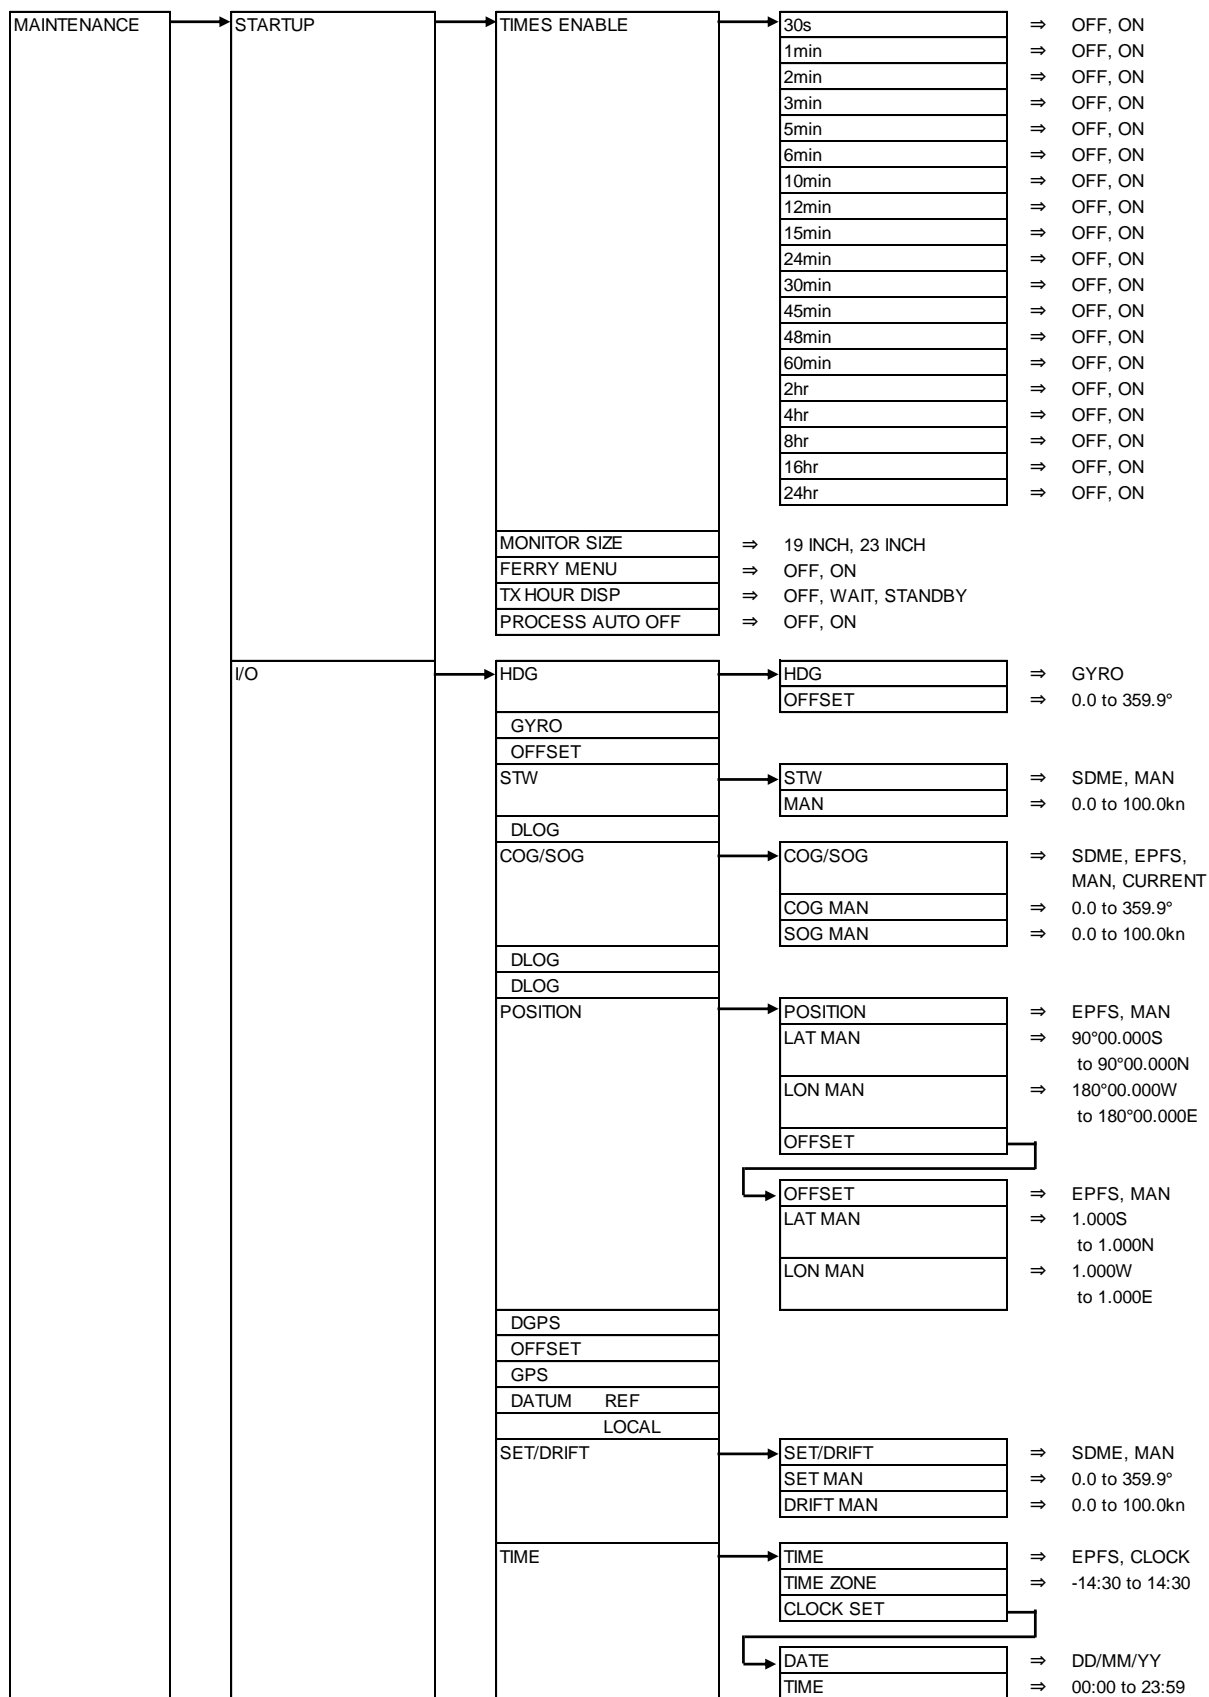 MAINTENANCE STARTUP TIMES ENABLE 30s ⇒ OFF, ON
1min ⇒ OFF, ON
2min ⇒ OFF, ON
3min ⇒ OFF, ON
5min ⇒ OFF, ON
6min ⇒ OFF, ON
10min ⇒ OFF, ON
12min ⇒ OFF, ON
15min ⇒ OFF, ON
24min ⇒ OFF, ON
30min ⇒ OFF, ON
45min ⇒ OFF, ON
48min ⇒ OFF, ON
60min ⇒ OFF, ON
2hr ⇒ OFF, ON
4hr ⇒ OFF, ON
8hr ⇒ OFF, ON
16hr ⇒ OFF, ON
24hr ⇒ OFF, ON
MONITOR SIZE ⇒ 19 INCH, 23 INCH
FERRY MENU ⇒ OFF, ON
TX HOUR DISP ⇒ OFF, WAIT, STANDBY
PROCESS AUTO OFF ⇒ OFF, ON
I/O HDG HDG ⇒ GYRO
OFFSET ⇒ 0.0 to 359.9°
GYRO
OFFSET
STW STW ⇒ SDME, MAN
MAN ⇒ 0.0 to 100.0kn
DLOG
COG/SOG COG/SOG ⇒ SDME, EPFS,
MAN, CURRENT
COG MAN ⇒ 0.0 to 359.9°
SOG MAN ⇒ 0.0 to 100.0kn
DLOG
DLOG
POSITION POSITION ⇒ EPFS, MAN
LAT MAN ⇒ 90°00.000S
to 90°00.000N
LON MAN ⇒ 180°00.000W
to 180°00.000E
OFFSET
OFFSET ⇒ EPFS, MAN
LAT MAN ⇒ 1.000S
to 1.000N
LON MAN ⇒ 1.000W
to 1.000E
DGPS
OFFSET
GPS
DATUM REF
LOCAL
SET/DRIFT SET/DRIFT ⇒ SDME, MAN
SET MAN ⇒ 0.0 to 359.9°
DRIFT MAN ⇒ 0.0 to 100.0kn
TIME TIME ⇒ EPFS, CLOCK
TIME ZONE ⇒ -14:30 to 14:30
CLOCK SET
DATE ⇒ DD/MM/YY
TIME ⇒ 00:00 to 23:59